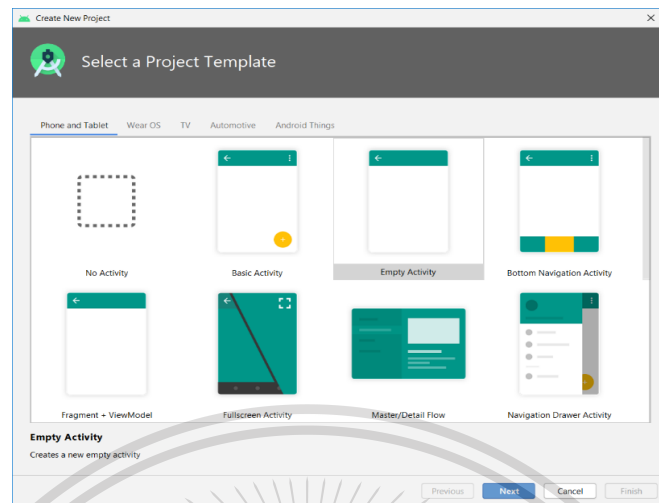 Create New Project
Select a Project Template
Phone and Tablet Wear OS TV Automotive Android Things
No Activity Basic Activity Empty Activity Bottom Navigation Activity
Fragment + ViewModel Fullscreen Activity Master/Detail Flow Navigation Drawer Activity
Empty Activity
Creates a new empty activity
Previous Next Cancel Finish